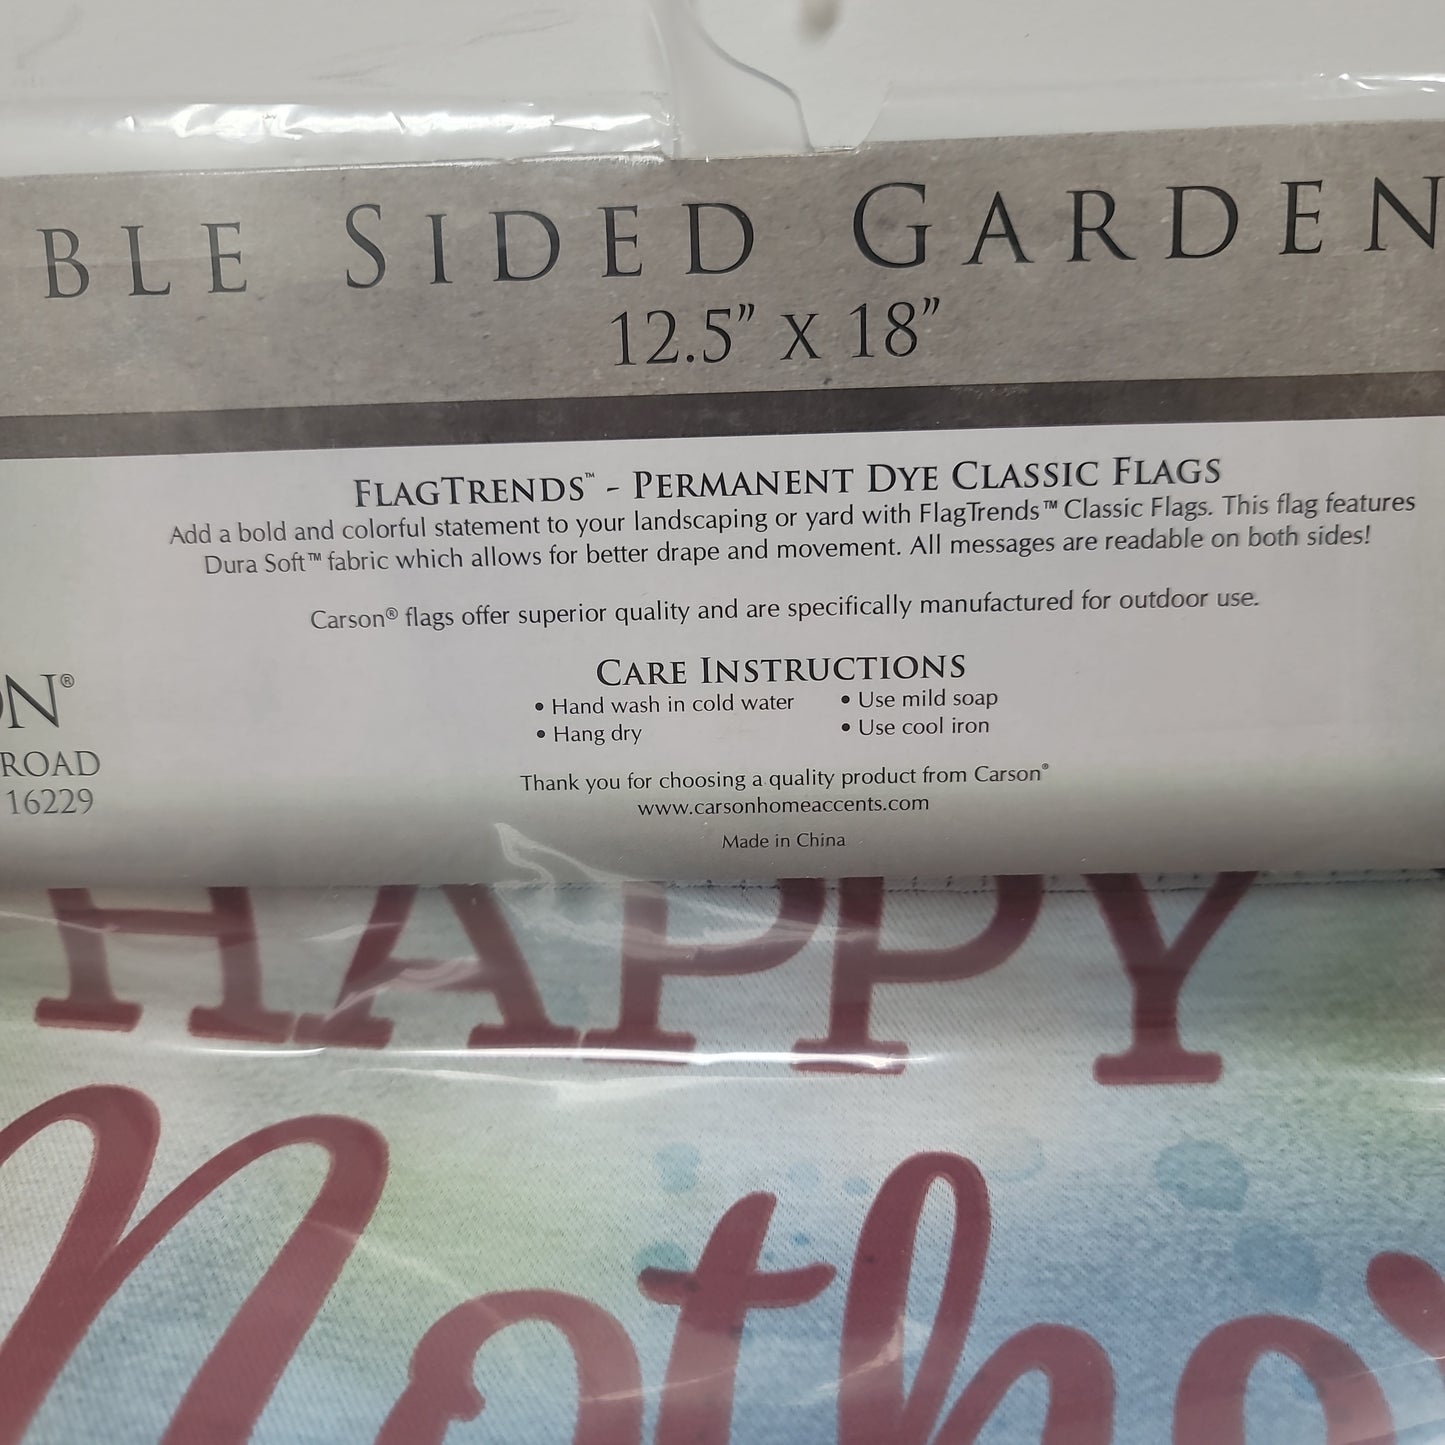 BLE SIDED GARDEN
12.5” X 18”
FLAGTRENDS™ - PERMANENT DYE CLASSIC FLAGS
Add a bold and colorful statement to your landscaping or yard with FlagTrends™ Classic Flags. This flag features
Dura Soft™ fabric which allows for better drape and movement. All messages are readable on both sides!
Carson® flags offer superior quality and are specifically manufactured for outdoor use.
CARE INSTRUCTIONS
• Hand wash in cold water • Use mild soap
• Hang dry • Use cool iron
Thank you for choosing a quality product from Carson®
www.carsonhomeaccents.com
Made in China
ON®
ROAD
16229
HAPPY
Mothe